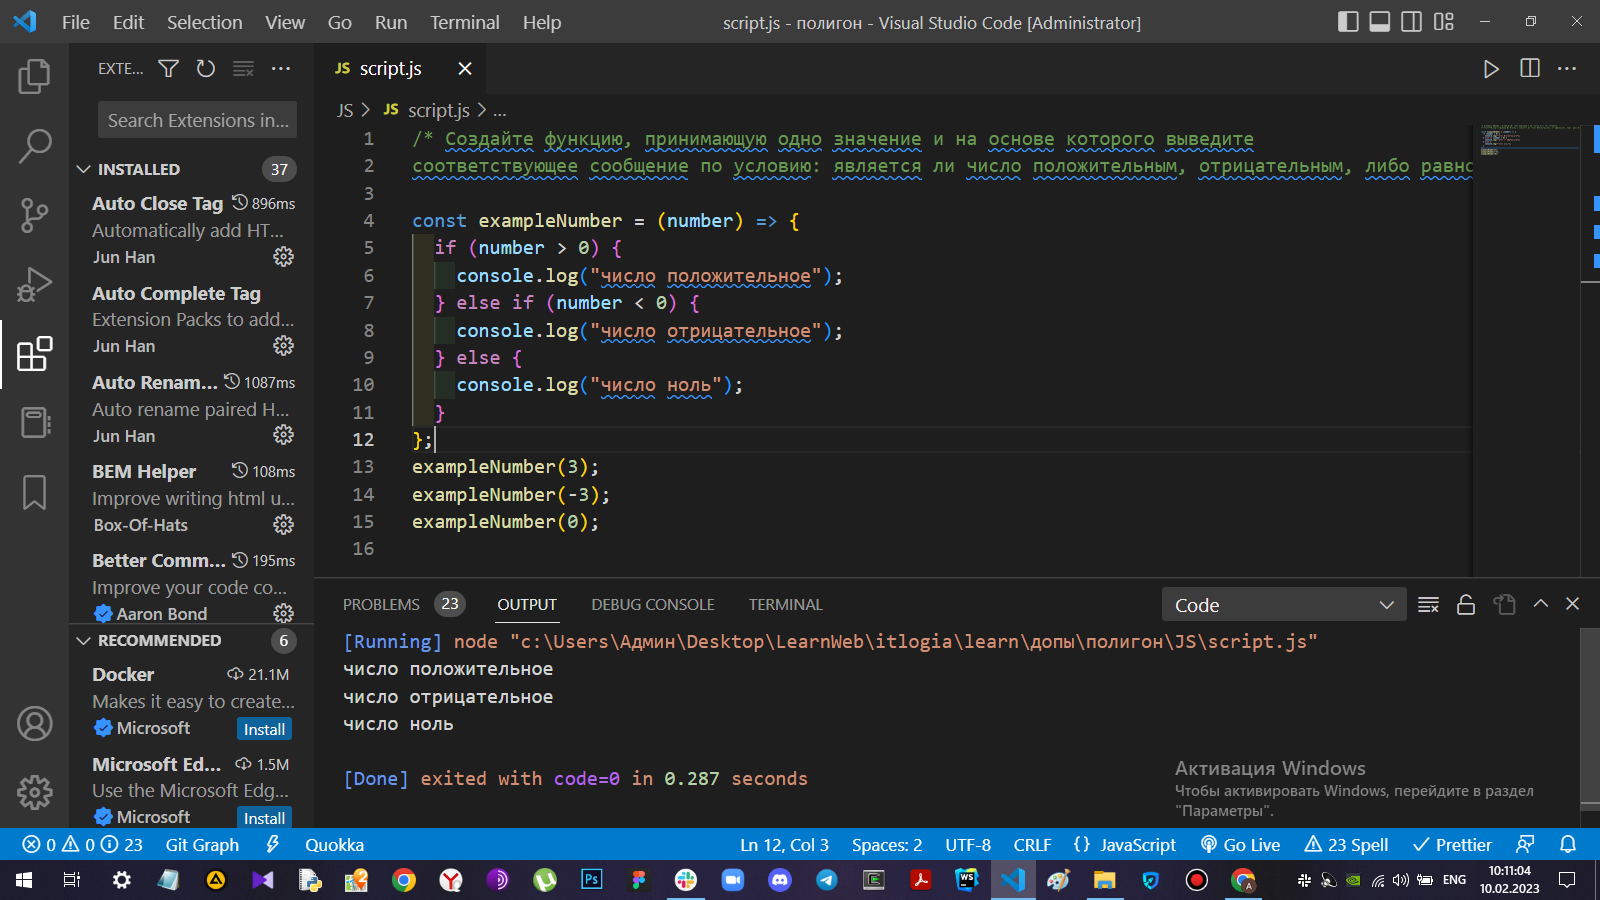 File Edit Selection View Go Run Terminal Help
script.js - полигон - Visual Studio Code [Administrator]
EXTE...
Search Extensions in...
INSTALLED 37
Auto Close Tag 896ms
Automatically add HT...
Jun Han
Auto Complete Tag
Extension Packs to add...
Jun Han
Auto Renam... 1087ms
Auto rename paired H...
Jun Han
BEM Helper 108ms
Improve writing html u...
Box-Of-Hats
Better Comm... 195ms
Improve your code co...
Aaron Bond
RECOMMENDED 6
Docker 21.1M
Makes it easy to create...
Microsoft Install
Microsoft Ed... 1.5M
Use the Microsoft Edg...
Microsoft Install
JS script.js
JS > JS script.js > ...
1 /* Создайте функцию, принимающую одно значение и на основе которого выведите
2 соответствующее сообщение по условию: является ли число положительным, отрицательным, либо равно
3
4 const exampleNumber = (number) => {
5 if (number > 0) {
6 console.log("число положительное");
7 } else if (number < 0) {
8 console.log("число отрицательное");
9 } else {
10 console.log("число ноль");
11 }
12 };
13 exampleNumber(3);
14 exampleNumber(-3);
15 exampleNumber(0);
16
PROBLEMS 23 OUTPUT DEBUG CONSOLE TERMINAL Code
[Running] node "c:\Users\Админ\Desktop\LearnWeb\itlogia\learn\допы\полигон\JS\script.js"
число положительное
число отрицательное
число ноль
[Done] exited with code=0 in 0.287 seconds
Активация Windows
Чтобы активировать Windows, перейдите в раздел
"Параметры".
0 0 23 Git Graph Quokka Ln 12, Col 3 Spaces: 2 UTF-8 CRLF {} JavaScript Go Live 23 Spell Prettier
Ps WS ENG 10:11:04
10.02.2023